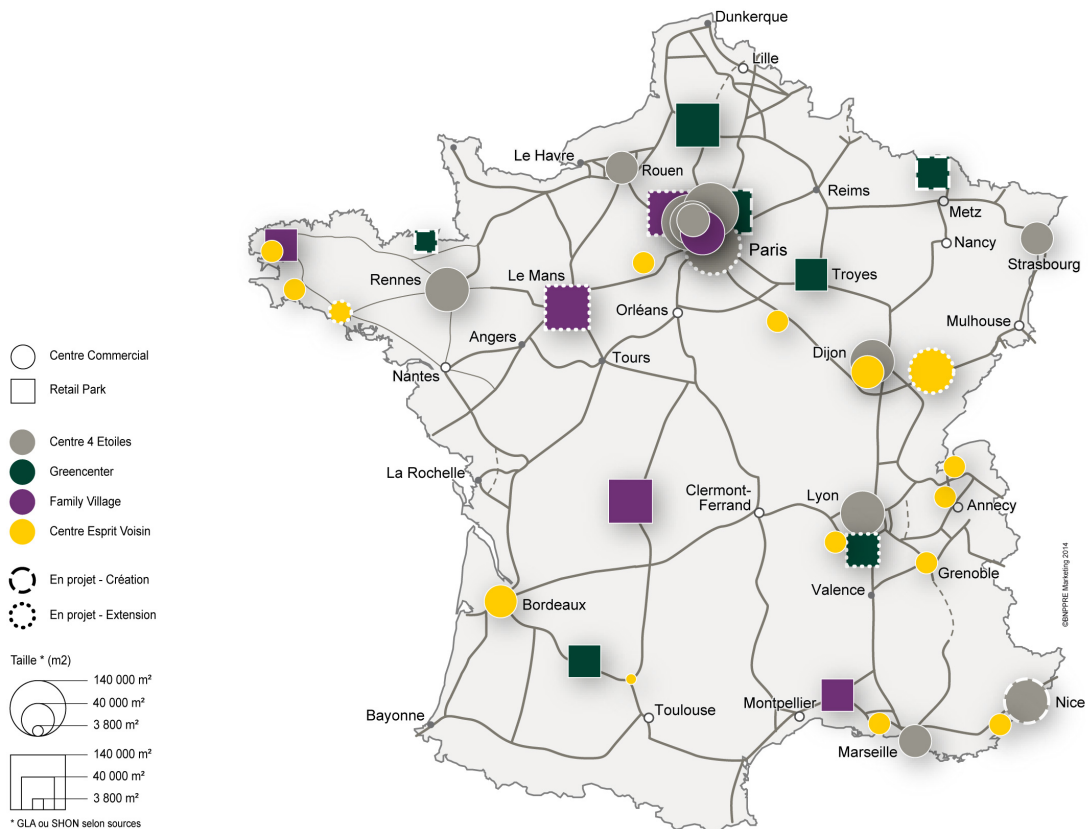 Dunkerque
Lille
Le Havre
Rouen
Reims
Metz
Nancy
Strasbourg
Paris
Rennes
Le Mans
Troyes
Orléans
Mulhouse
Angers
Dijon
Tours
Nantes
La Rochelle
Clermont-
Ferrand
Lyon
Annecy
Grenoble
Valence
Bordeaux
Montpellier
Nice
Toulouse
Bayonne
Marseille
Centre Commercial
Retail Park
Centre 4 Etoiles
Greencenter
Family Village
Centre Esprit Voisin
En projet - Création
En projet - Extension
Taille * (m2)
140 000 m²
40 000 m²
3 800 m²
140 000 m²
40 000 m²
3 800 m²
* GLA ou SHON selon sources
©BNPPRE Marketing 2014